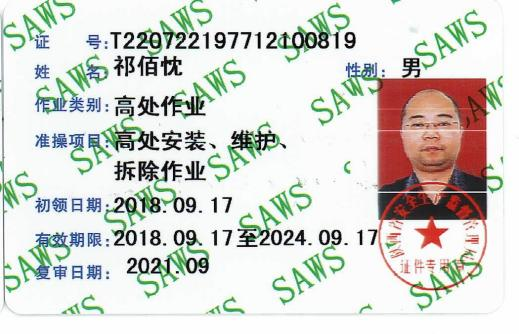 证 号:T220722197712100819
姓 名:祁佰忱
性别:男
作业类别:高处作业
准操项目:高处安装、维护、
拆除作业
初领日期:2018.09.17
有效期限:2018.09.17至2024.09.17
复审日期:2021.09
证件专用章
SAWS